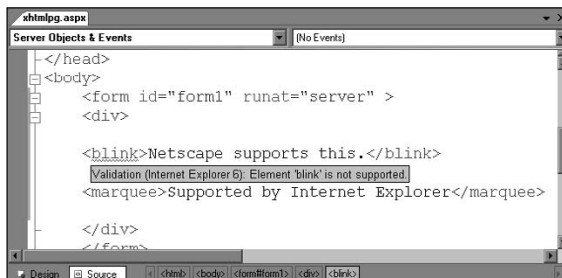 xhtmlpg.aspx
Server Objects & Events (No Events)
</head>
<body>
<form id="form1" runat="server" >
<div>
<blink>Netscape supports this.</blink>
Validation (Internet Explorer 6): Element 'blink' is not supported.
<marquee>Supported by Internet Explorer</marquee>
</div>
</form>
Design Source <html> <body> <form#form1> <div> <blink>